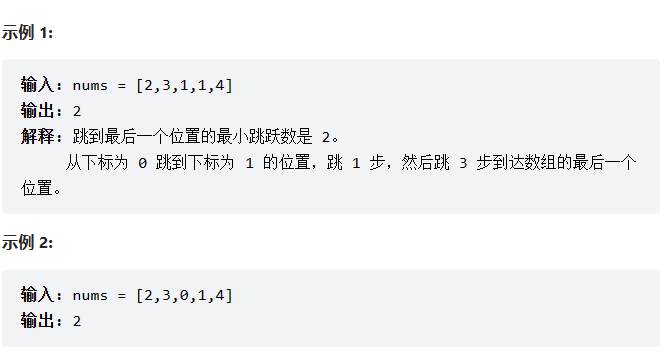 示例 1:
输入：nums = [2,3,1,1,4]
输出：2
解释：跳到最后一个位置的最小跳跃数是 2。
从下标为 0 跳到下标为 1 的位置，跳 1 步，然后跳 3 步到达数组的最后一个
位置。
示例 2:
输入：nums = [2,3,0,1,4]
输出：2